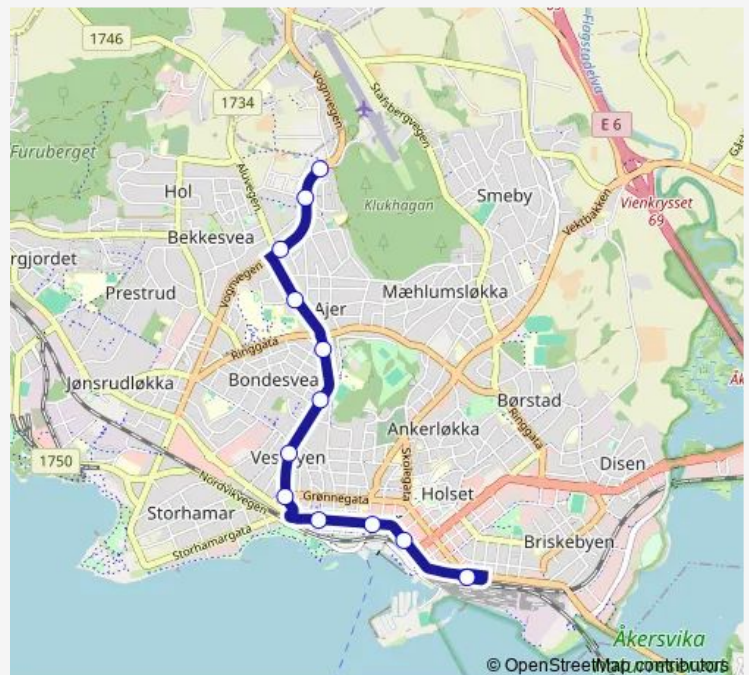 1746
Flagstadelva
1734
Vognvegen
Stafsbergvegen
E 6
Furuberget
Aluvegen
Hol
Klukhagan
Smeby
Vektbakken
Vienkrysset
69
Bekkesvea
rgjordet
Vognvegen
Prestrud
Ajer
Mæhlumsløkka
Ringgata
Jønsrudløkka
Bondesvea
Børstad
Ankerløkka
Ringgata
1750
Skolegata
Disen
Nordvikvegen
Grønnegata
Holset
Storhamar
Storhamargata
Briskebyen
Åkersvika
© OpenStreetMap contributors